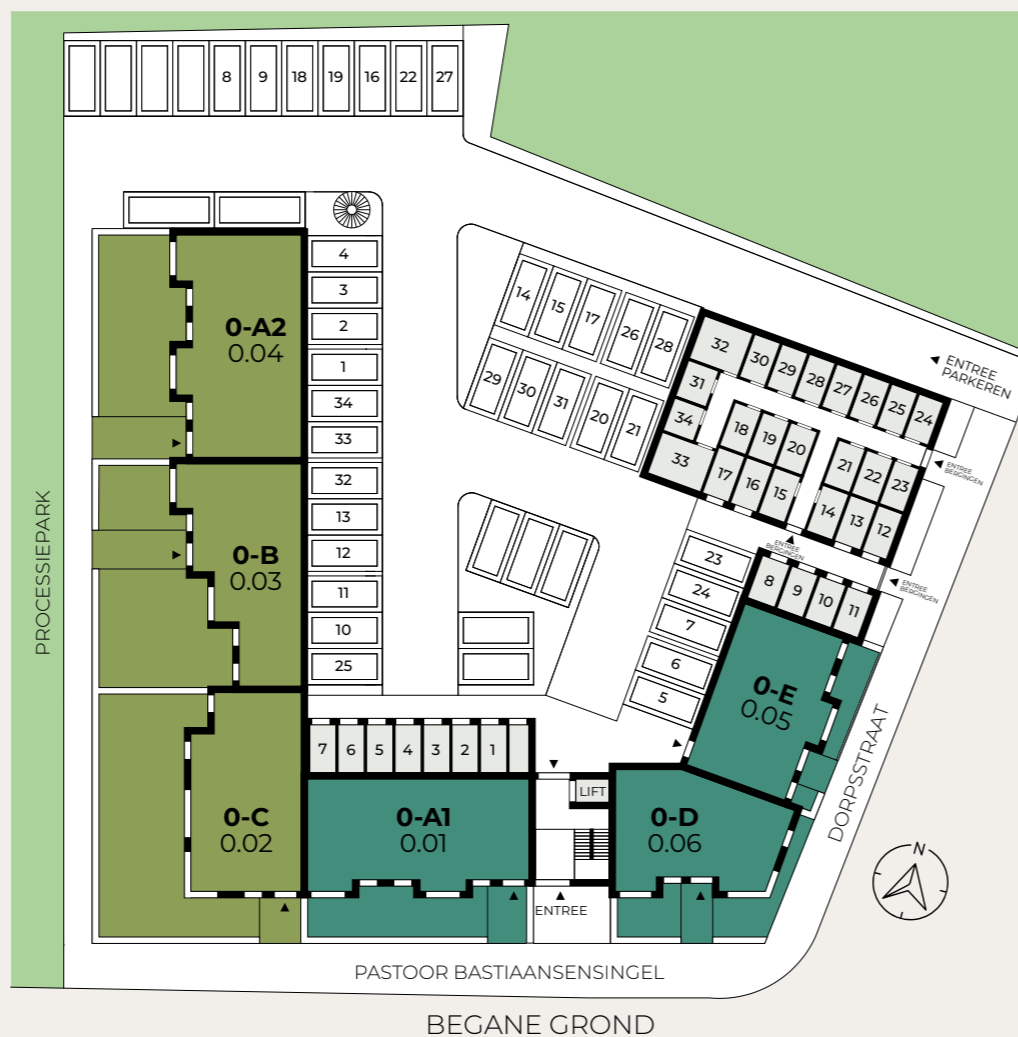 8 9 18 19 16 22 27
4
3
2
1
34
33
32
13
12
11
10
25
0-A2
0.04
0-B
0.03
0-C
0.02
PROCESSIEPARK
14 15 17 26 28
29 30 31 20 21
32 30 29 28 27 26 25 24
31
34
33
18 19 20
17 16 15
21 22 23
14 13 12
ENTREE
PARKEREN
ENTREE
BERGINGEN
ENTREE
BERGINGEN
ENTREE
BERGINGEN
23
24
7
6
5
8 9 10 11
0-E
0.05
DORPSSTRAAT
7 6 5 4 3 2 1
LIFT
0-A1
0.01
0-D
0.06
ENTREE
N
PASTOOR BASTIAANSENSINGEL
BEGANE GROND